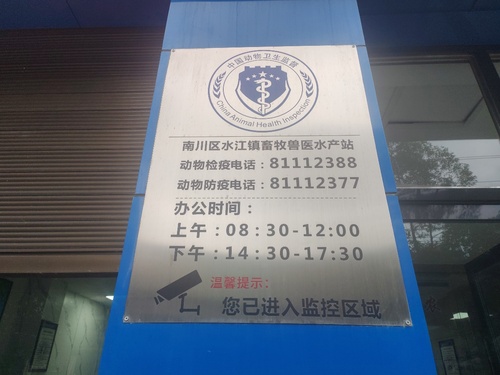 中国动物卫生监督
China Animal Health Inspection
南川区水江镇畜牧兽医水产站
动物检疫电话：81112388
动物防疫电话：81112377
办公时间：
上午：08：30-12:00
下午：14：30-17:30
温馨提示：
您已进入监控区域